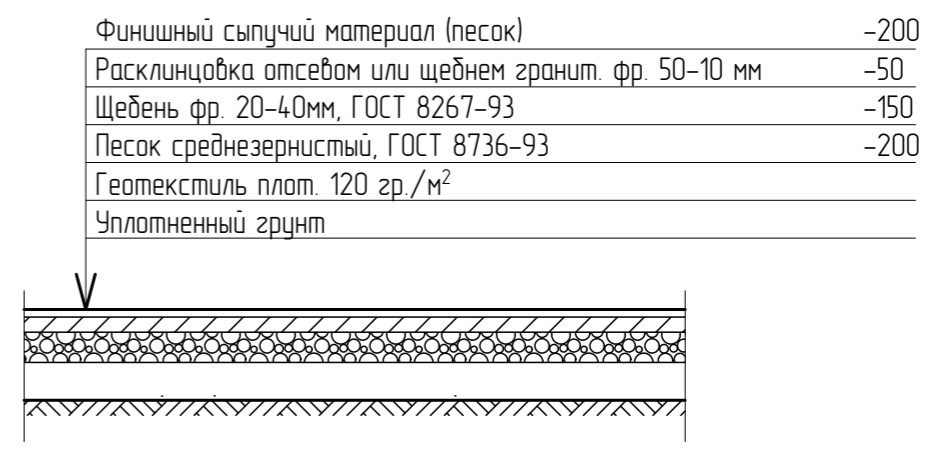 Финишный сыпучий материал (песок) -200
Расклинцовка отсевом или щебнем гранит. фр. 50-10 мм -50
Щебень фр. 20-40мм, ГОСТ 8267-93 -150
Песок среднезернистый, ГОСТ 8736-93 -200
Геотекстиль плот. 120 гр./м²
Уплотненный грунт